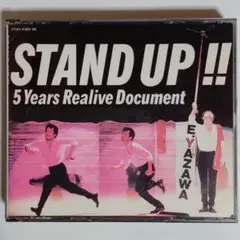 STAND UP!!
5 Years Realive Document
E.YAZAWA